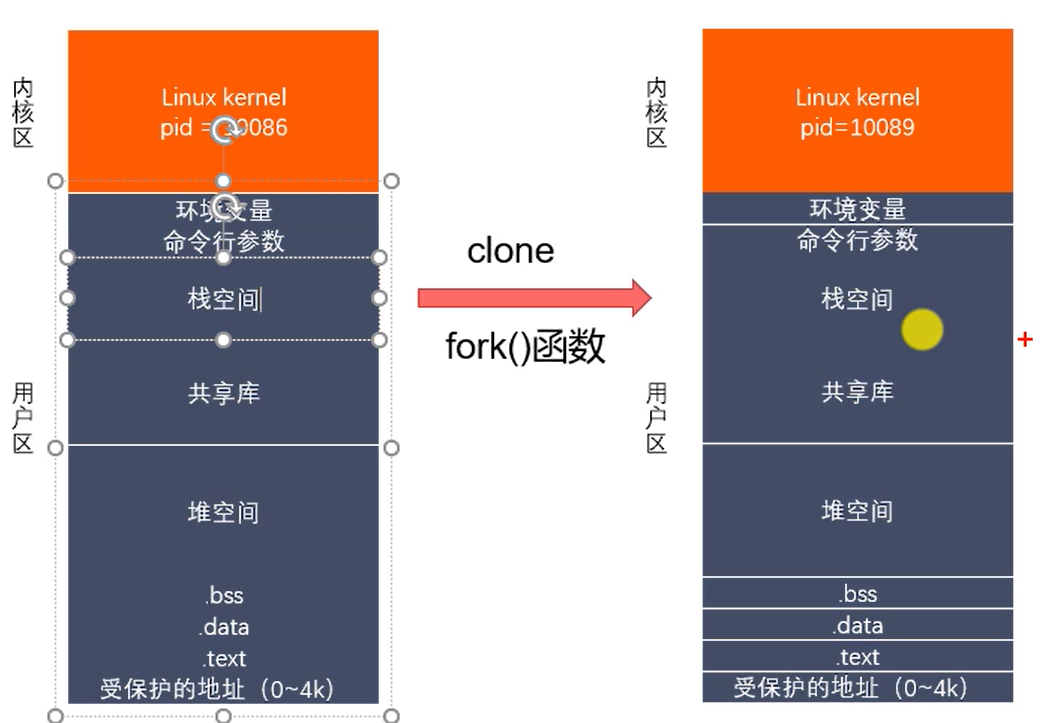 内核区
Linux kernel
pid = 10086
环境变量
命令行参数
栈空间
用户区
共享库
堆空间
.bss
.data
.text
受保护的地址（0~4k）
clone
fork()函数
内核区
Linux kernel
pid=10089
环境变量
命令行参数
栈空间
用户区
共享库
堆空间
.bss
.data
.text
受保护的地址（0~4k）